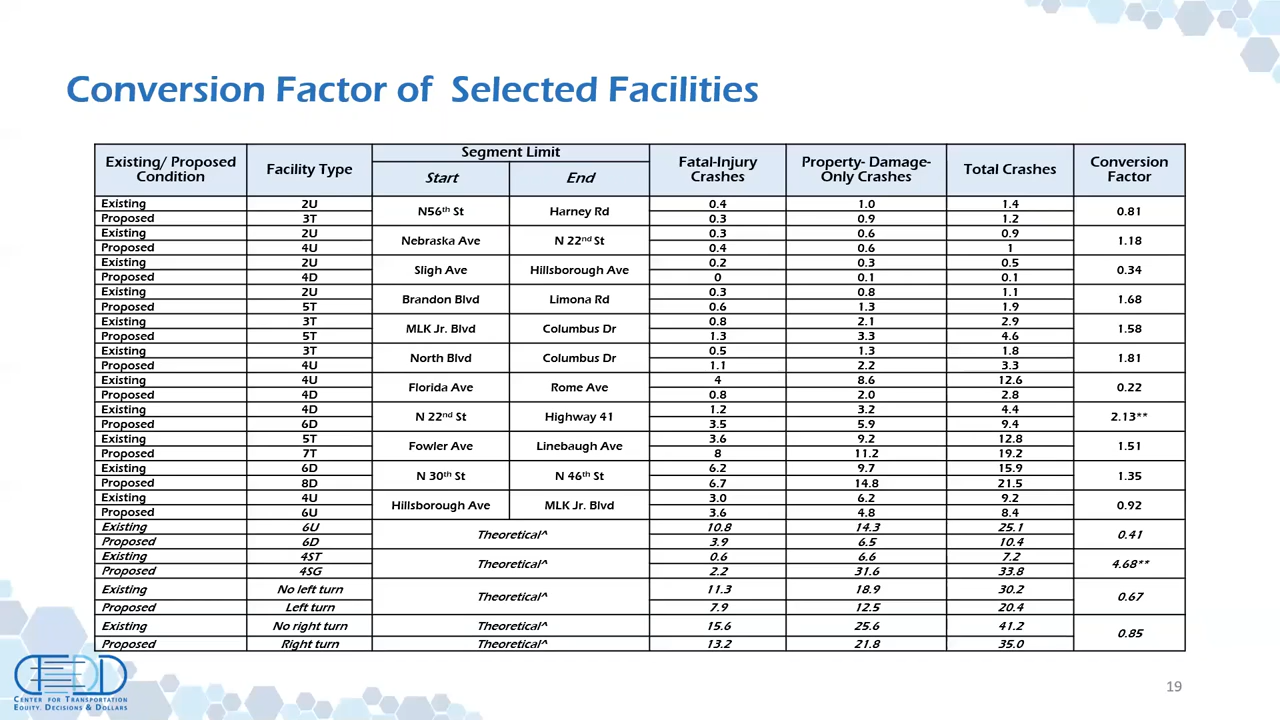 Conversion Factor of Selected Facilities
Existing/ Proposed Condition Facility Type Segment Limit Fatal-Injury Crashes Property- Damage-Only Crashes Total Crashes Conversion Factor
Start End
Existing 2U N56th St Harney Rd 0.4 1.0 1.4 0.81
Proposed 3T 0.3 0.9 1.2
Existing 2U Nebraska Ave N 22nd St 0.3 0.6 0.9 1.18
Proposed 4U 0.4 0.6 1
Existing 2U Sligh Ave Hillsborough Ave 0.2 0.3 0.5 0.34
Proposed 4D 0 0.1 0.1
Existing 2U Brandon Blvd Limona Rd 0.3 0.8 1.1 1.68
Proposed 5T 0.6 1.3 1.9
Existing 3T MLK Jr. Blvd Columbus Dr 0.8 2.1 2.9 1.58
Proposed 5T 1.3 3.3 4.6
Existing 3T North Blvd Columbus Dr 0.5 1.3 1.8 1.81
Proposed 4U 1.1 2.2 3.3
Existing 4U Florida Ave Rome Ave 4 8.6 12.6 0.22
Proposed 4D 0.8 2.0 2.8
Existing 4D N 22nd St Highway 41 1.2 3.2 4.4 2.13**
Proposed 6D 3.5 5.9 9.4
Existing 5T Fowler Ave Linebaugh Ave 3.6 9.2 12.8 1.51
Proposed 7T 8 11.2 19.2
Existing 6D N 30th St N 46th St 6.2 9.7 15.9 1.35
Proposed 8D 6.7 14.8 21.5
Existing 4U Hillsborough Ave MLK Jr. Blvd 3.0 6.2 9.2 0.92
Proposed 6U 3.6 4.8 8.4
Existing 6U Theoretical^ 10.8 14.3 25.1 0.41
Proposed 6D 3.9 6.5 10.4
Existing 4ST Theoretical^ 0.6 6.6 7.2 4.68**
Proposed 4SG 2.2 31.6 33.8
Existing No left turn Theoretical^ 11.3 18.9 30.2 0.67
Proposed Left turn 7.9 12.5 20.4
Existing No right turn Theoretical^ 15.6 25.6 41.2 0.85
Proposed Right turn Theoretical^ 13.2 21.8 35.0
CTEDD
CENTER FOR TRANSPORTATION
EQUITY, DECISIONS & DOLLARS
19